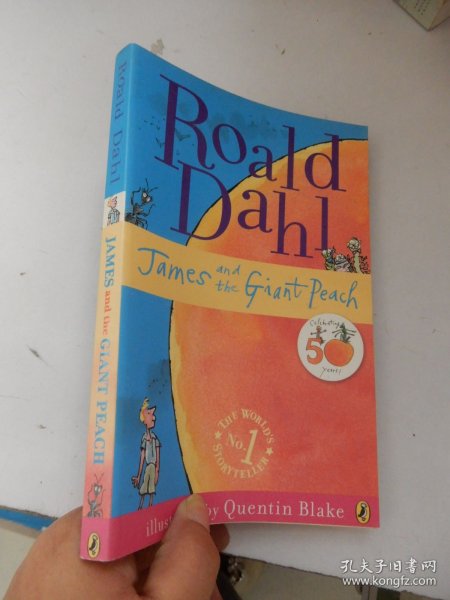 Roald Dahl
JAMES and the GIANT PEACH
Roald
Dahl
James and the Giant Peach
Celebrating
50
years!
THE WORLD'S
No.1
STORYTELLER
by Quentin Blake
孔夫子旧书网
www.kongfz.com